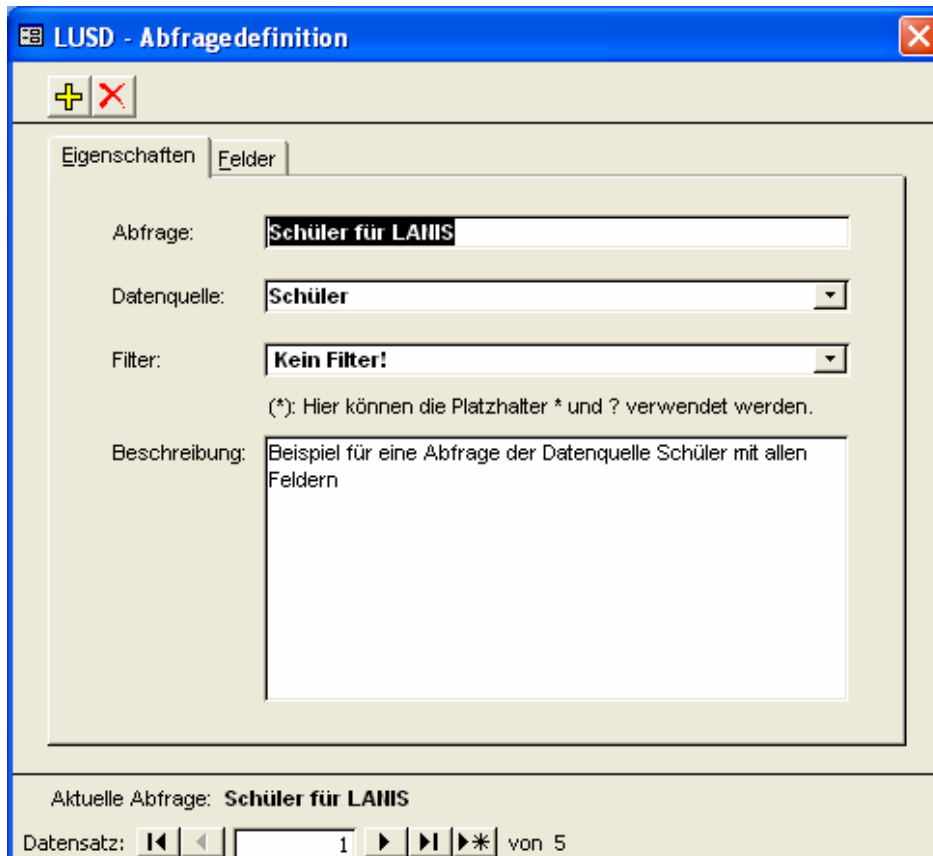 LUSD - Abfragedefinition
Eigenschaften Felder
Abfrage: Schüler für LANIS
Datenquelle: Schüler
Filter: Kein Filter!
(*): Hier können die Platzhalter * und ? verwendet werden.
Beschreibung: Beispiel für eine Abfrage der Datenquelle Schüler mit allen
Feldern
Aktuelle Abfrage: Schüler für LANIS
Datensatz: 1 von 5